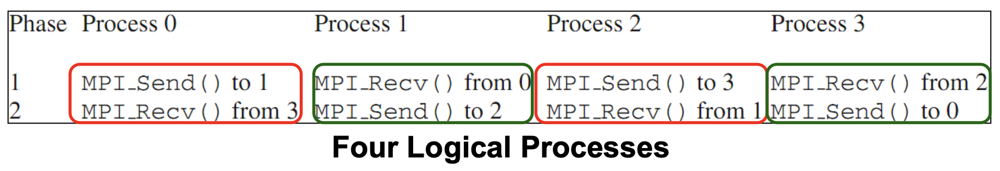 Phase Process 0 Process 1 Process 2 Process 3
1 MPI_Send() to 1 MPI_Recv() from 0 MPI_Send() to 3 MPI_Recv() from 2
2 MPI_Recv() from 3 MPI_Send() to 2 MPI_Recv() from 1 MPI_Send() to 0
Four Logical Processes